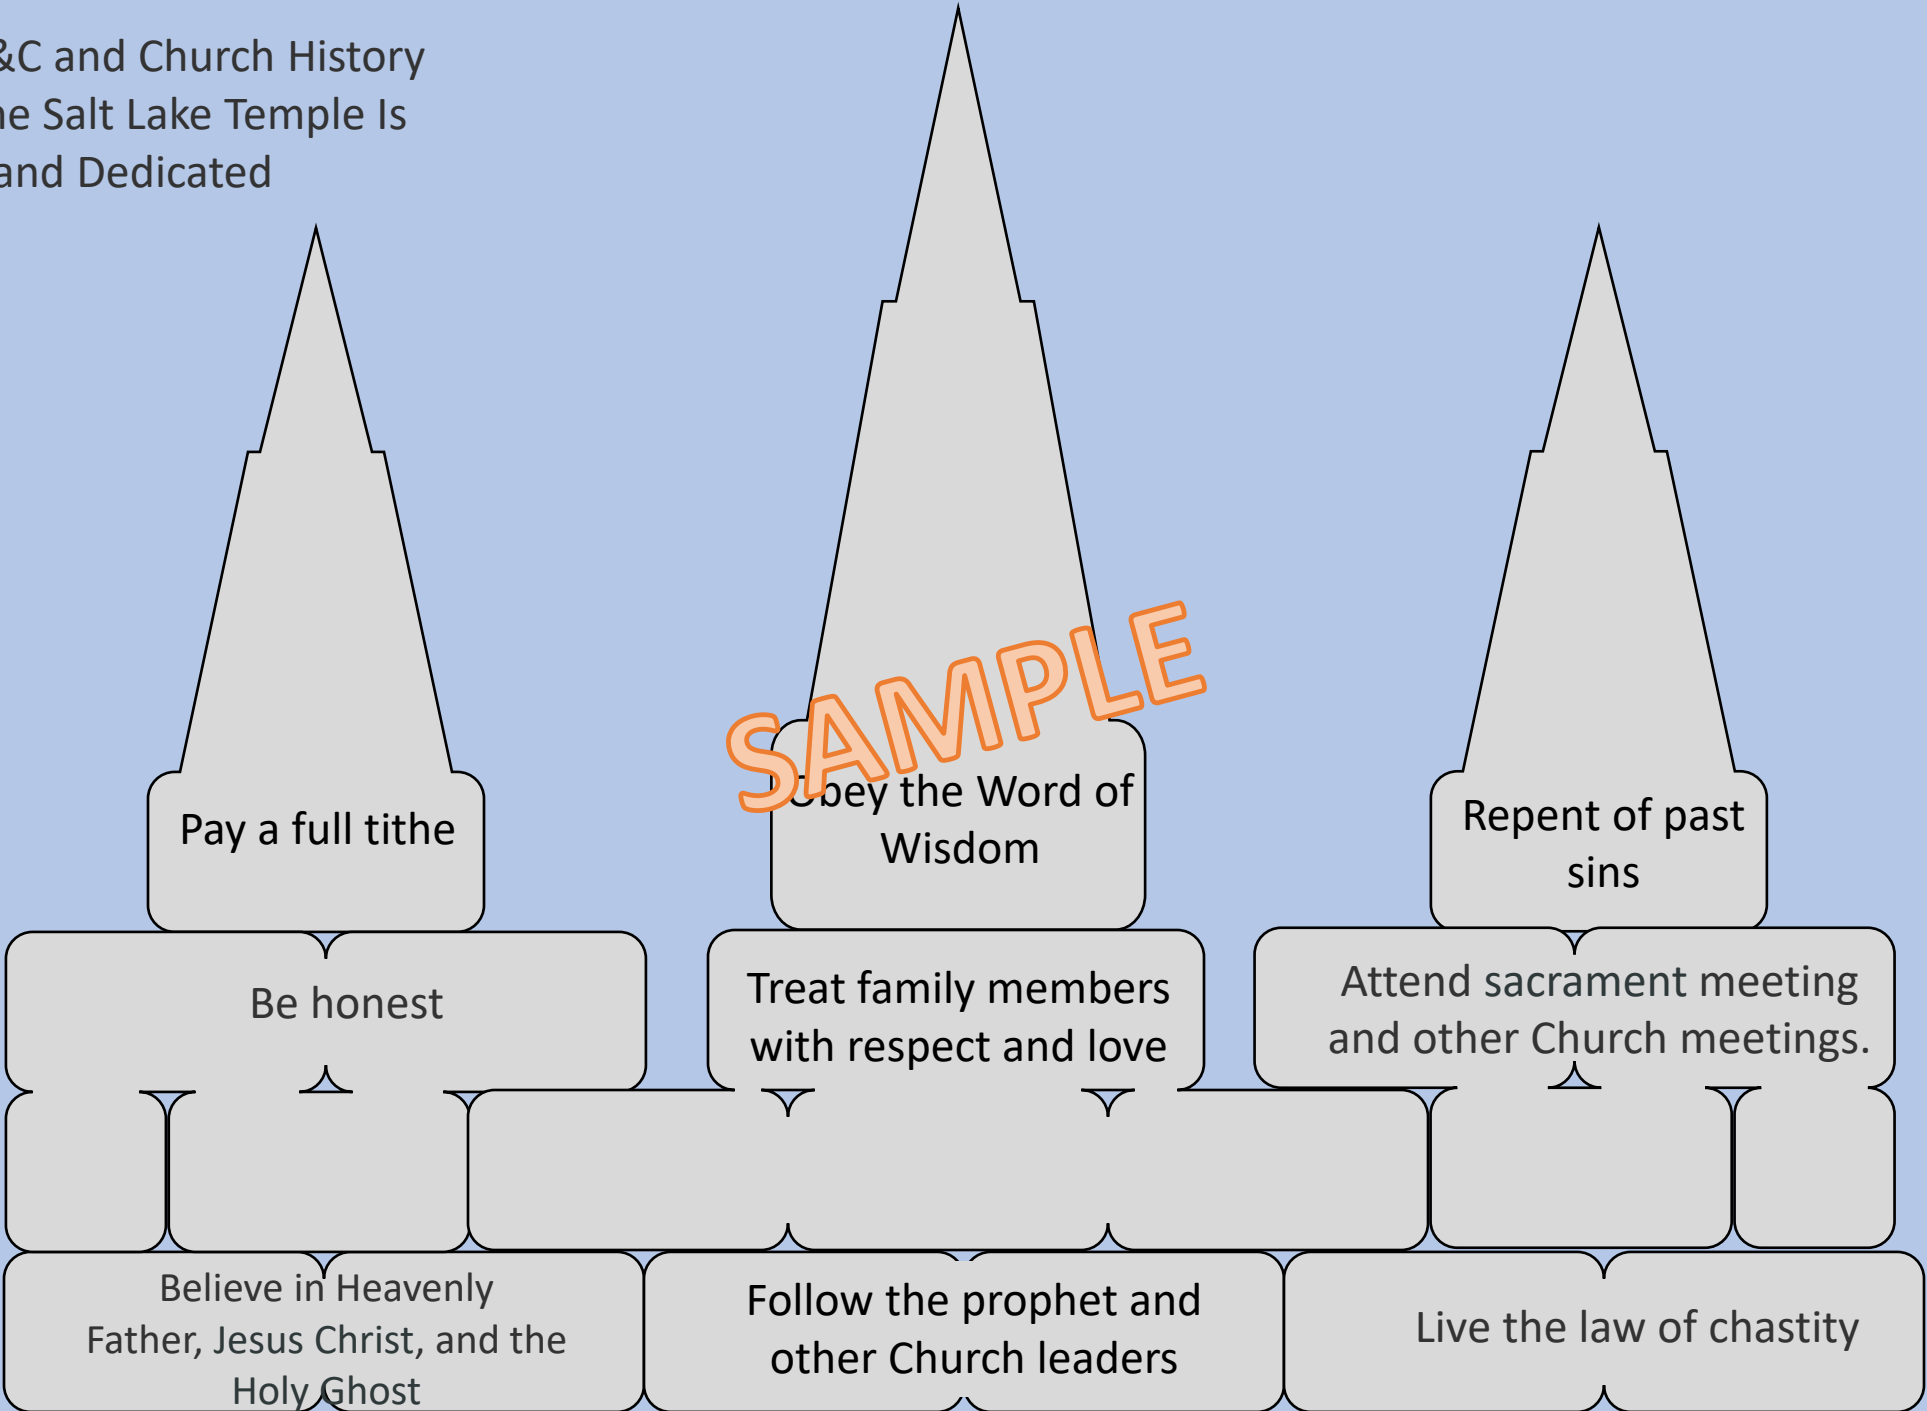 &C and Church History
he Salt Lake Temple Is
and Dedicated
SAMPLE
Pay a full tithe
Obey the Word of
Wisdom
Repent of past
sins
Be honest
Treat family members
with respect and love
Attend sacrament meeting
and other Church meetings.
Believe in Heavenly
Father, Jesus Christ, and the
Holy Ghost
Follow the prophet and
other Church leaders
Live the law of chastity